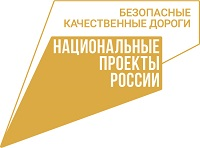 БЕЗОПАСНЫЕ
КАЧЕСТВЕННЫЕ ДОРОГИ
НАЦИОНАЛЬНЫЕ
ПРОЕКТЫ
РОССИИ